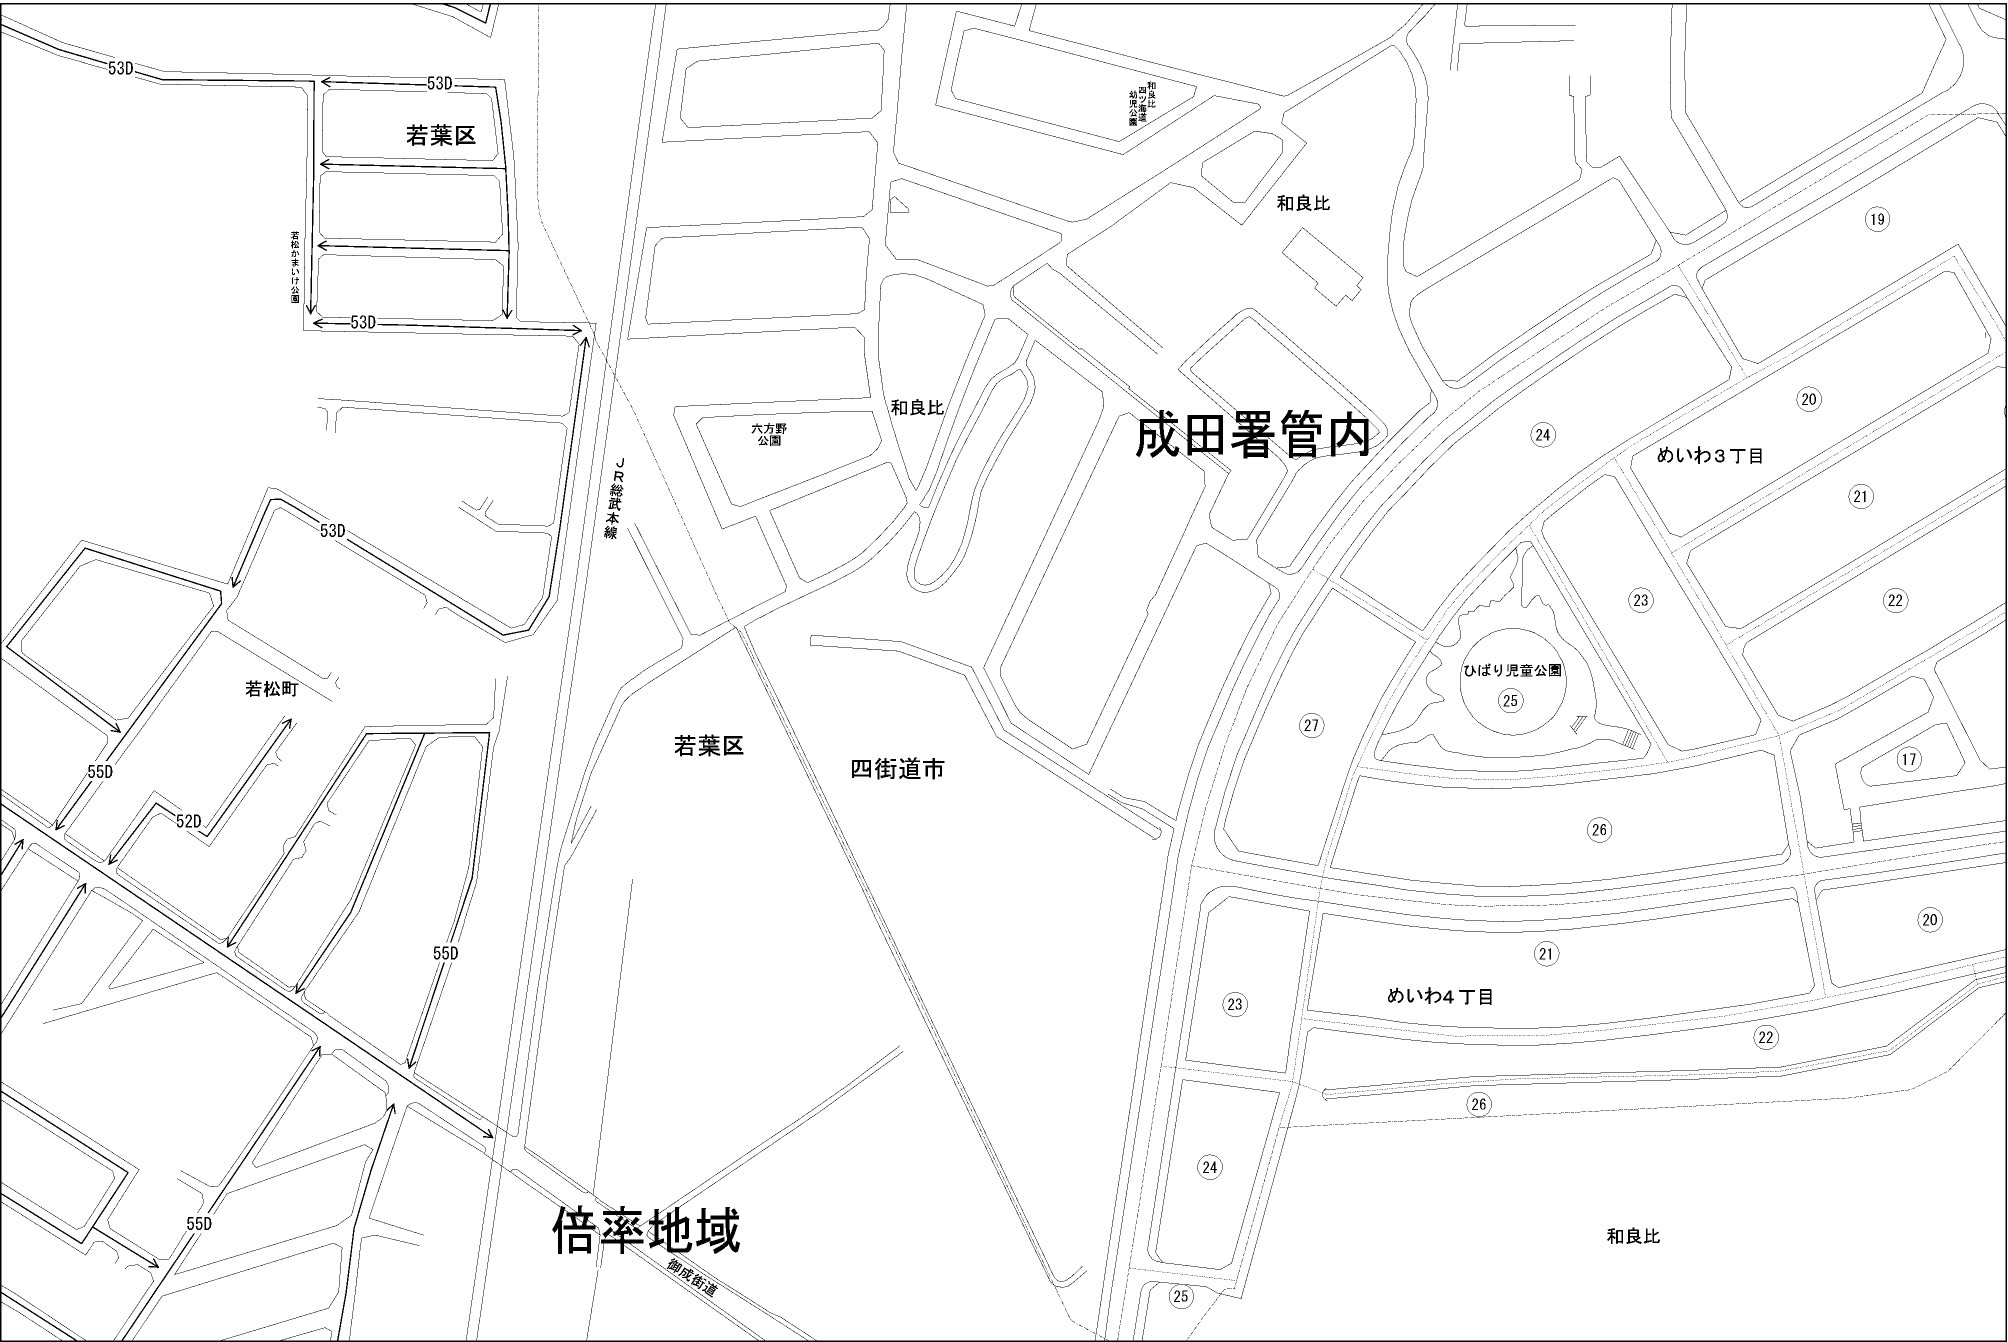 53D
53D
若葉区
和良比
四ツ海道
幼児公園
和良比
19
若松かまいけ公園
53D
20
和良比
24
成田署管内
六方野
公園
めいわ３丁目
ＪＲ総武本線
21
53D
23
22
ひばり児童公園
25
若松町
27
若葉区
四街道市
17
55D
52D
26
20
55D
21
めいわ４丁目
23
22
26
24
55D
倍率地域
和良比
御成街道
25